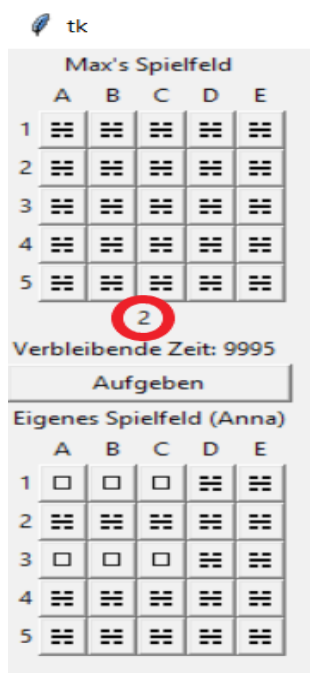 tk
Max's Spielfeld
A B C D E
1 ☵ ☵ ☵ ☵ ☵
2 ☵ ☵ ☵ ☵ ☵
3 ☵ ☵ ☵ ☵ ☵
4 ☵ ☵ ☵ ☵ ☵
5 ☵ ☵ ☵ ☵ ☵
2
Verbleibende Zeit: 9995
Aufgeben
Eigenes Spielfeld (Anna)
A B C D E
1 □ □ □ ☵ ☵
2 ☵ ☵ ☵ ☵ ☵
3 □ □ □ ☵ ☵
4 ☵ ☵ ☵ ☵ ☵
5 ☵ ☵ ☵ ☵ ☵